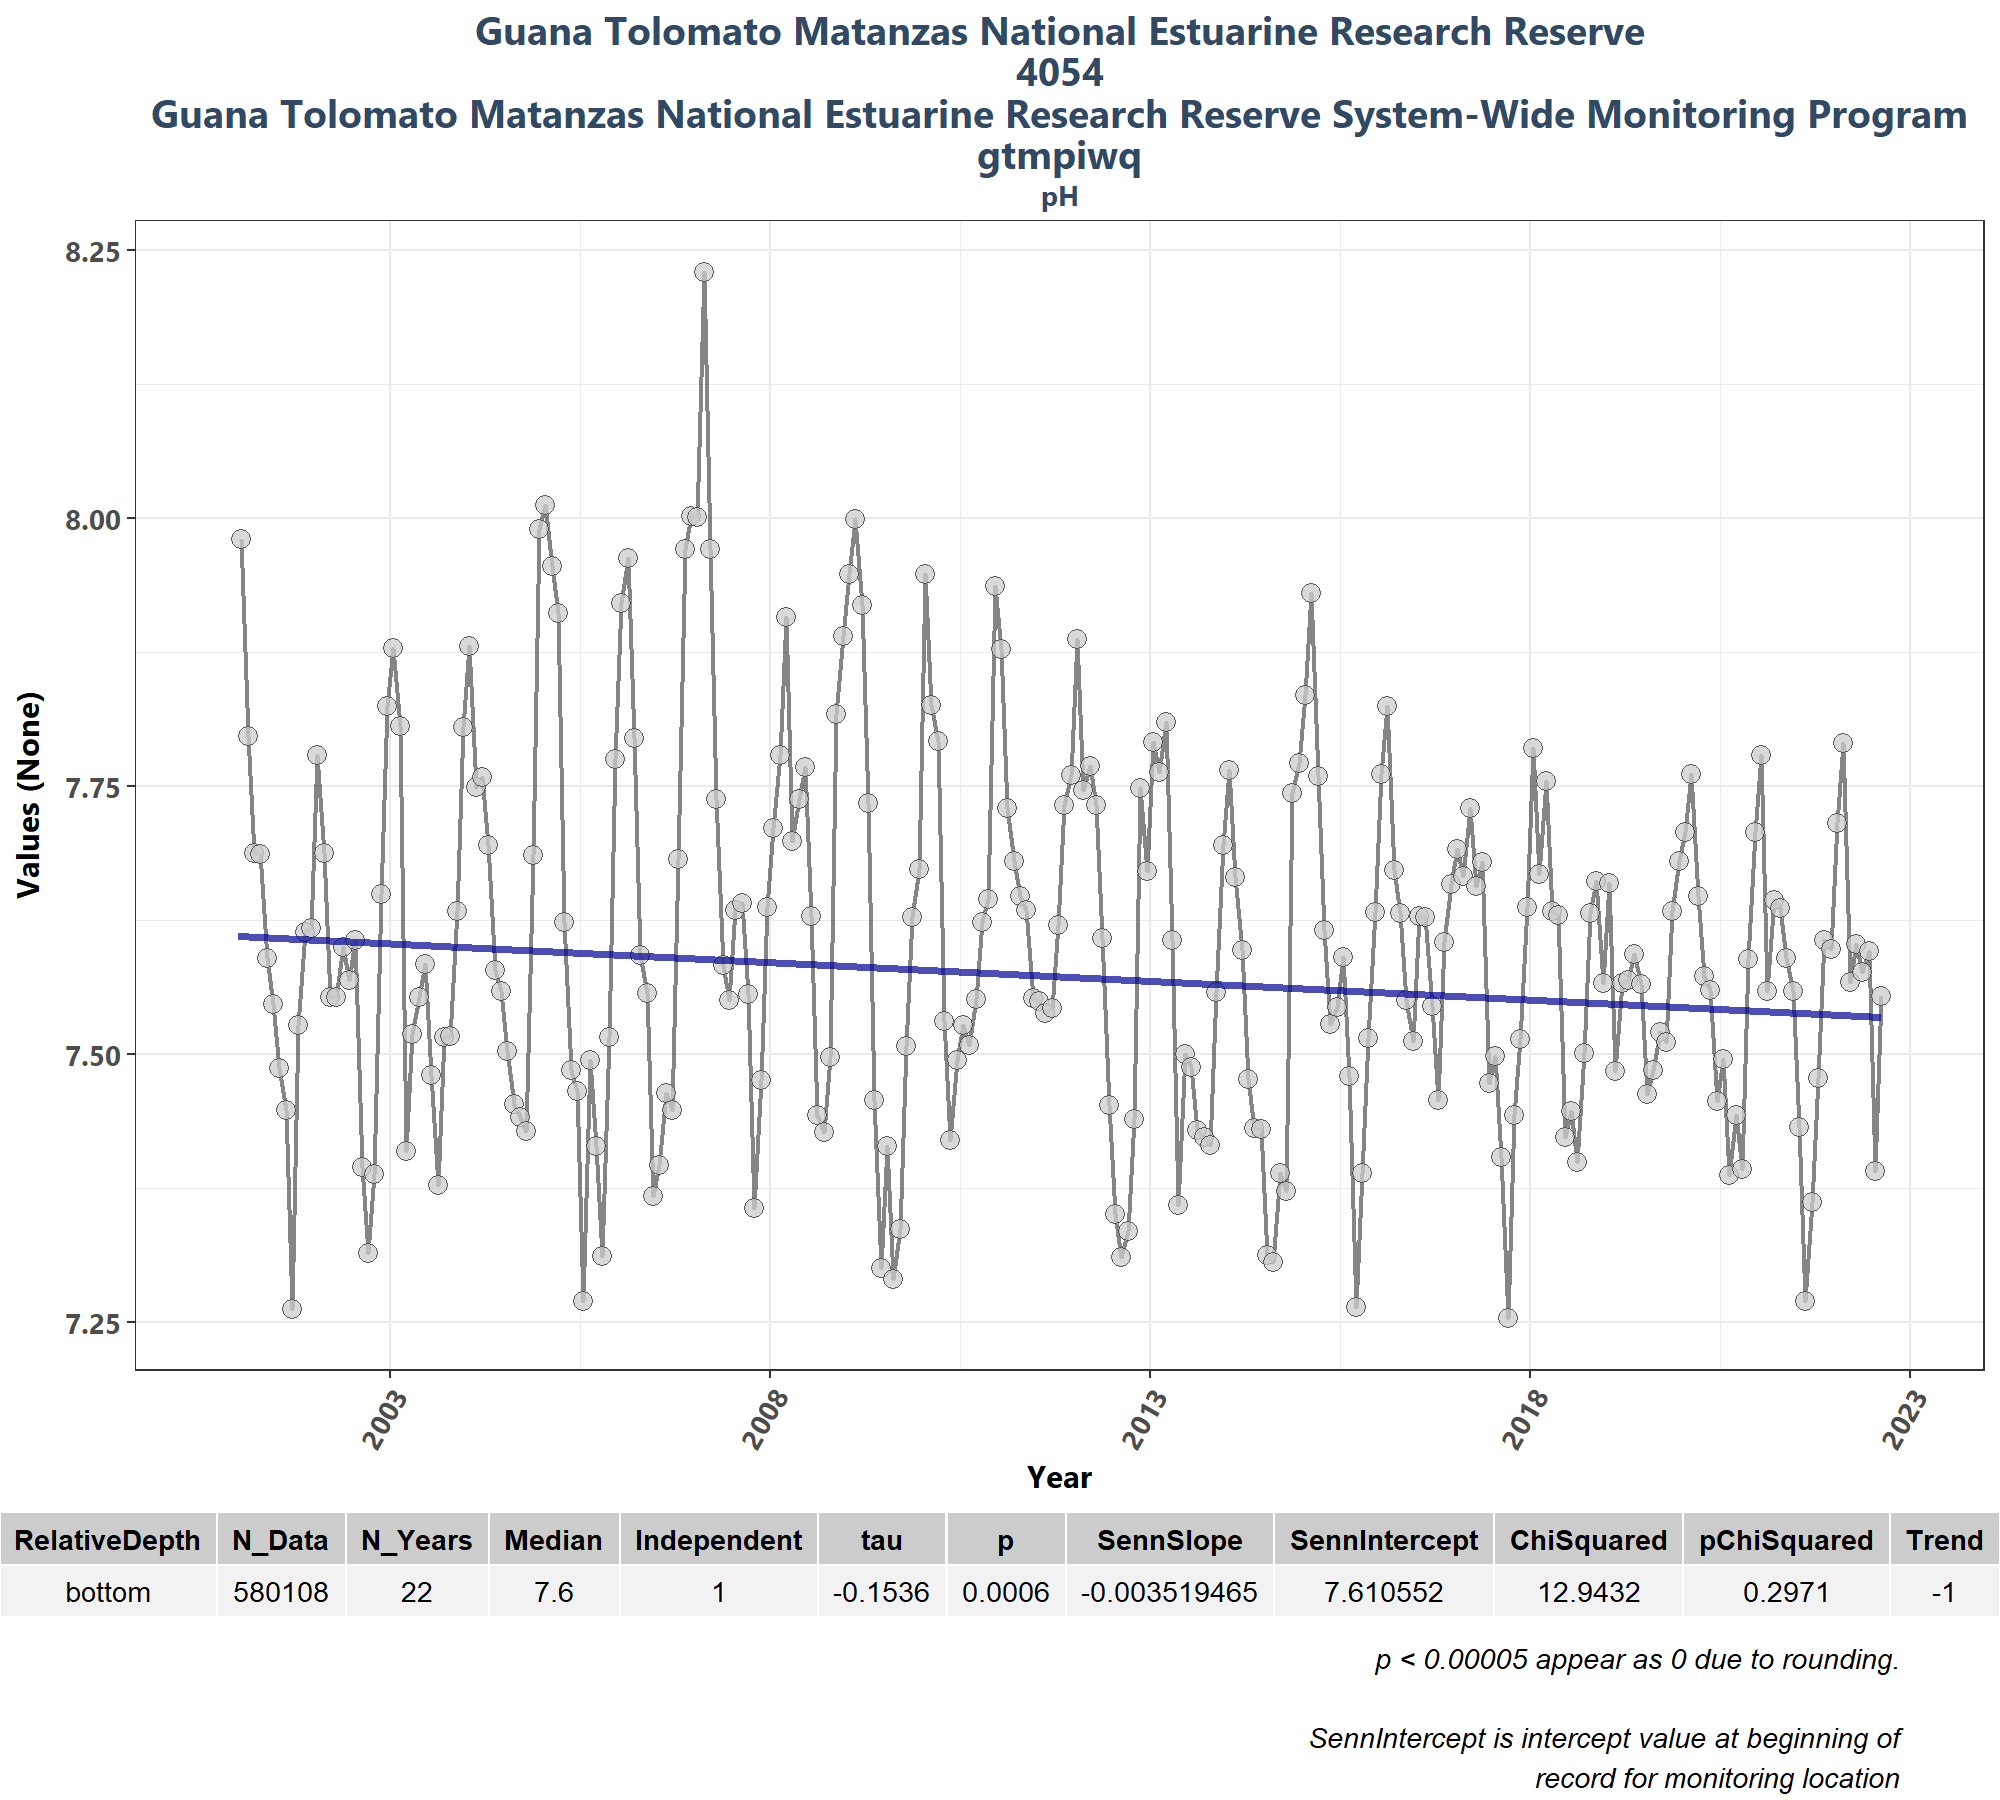 Guana Tolomato Matanzas National Estuarine Research Reserve
4054
Guana Tolomato Matanzas National Estuarine Research Reserve System-Wide Monitoring Program
gtmpiwq
pH
Values (None)
8.25
8.00
7.75
7.50
7.25
2003 2008 2013 2018 2023
Year
RelativeDepth N_Data N_Years Median Independent tau p SennSlope SennIntercept ChiSquared pChiSquared Trend
bottom 580108 22 7.6 1 -0.1536 0.0006 -0.003519465 7.610552 12.9432 0.2971 -1
p < 0.00005 appear as 0 due to rounding.
SennIntercept is intercept value at beginning of
record for monitoring location